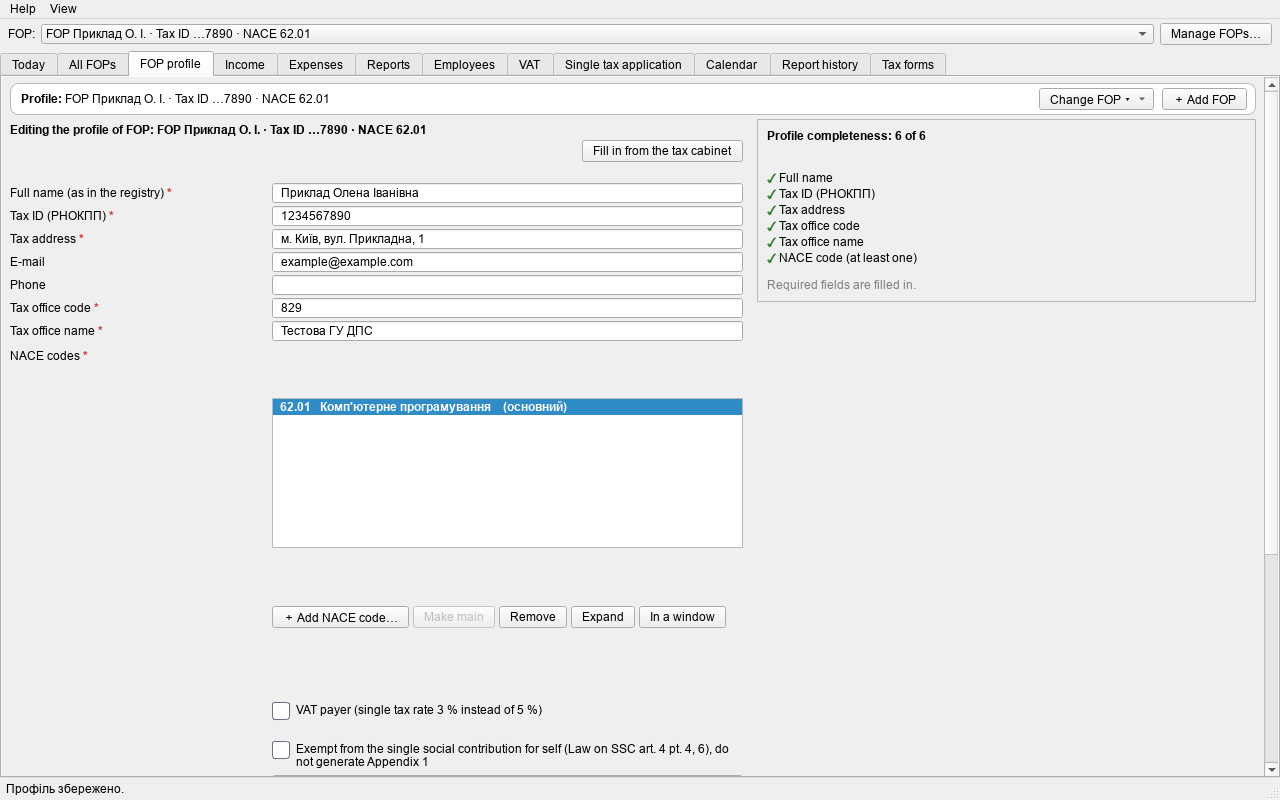 Help View
FOP: FOP Приклад О. І. · Tax ID …7890 · NACE 62.01 Manage FOPs…
Today All FOPs FOP profile Income Expenses Reports Employees VAT Single tax application Calendar Report history Tax forms
Profile: FOP Приклад О. І. · Tax ID …7890 · NACE 62.01 Change FOP + Add FOP
Editing the profile of FOP: FOP Приклад О. І. · Tax ID …7890 · NACE 62.01
Fill in from the tax cabinet
Full name (as in the registry) * Приклад Олена Іванівна
Tax ID (РНОКПП) * 1234567890
Tax address * м. Київ, вул. Прикладна, 1
E-mail example@example.com
Phone
Tax office code * 829
Tax office name * Тестова ГУ ДПС
NACE codes *
62.01 Комп'ютерне програмування (основний)
+ Add NACE code… Make main Remove Expand In a window
VAT payer (single tax rate 3 % instead of 5 %)
Exempt from the single social contribution for self (Law on SSC art. 4 pt. 4, 6), do
not generate Appendix 1
Profile completeness: 6 of 6
✓ Full name
✓ Tax ID (РНОКПП)
✓ Tax address
✓ Tax office code
✓ Tax office name
✓ NACE code (at least one)
Required fields are filled in.
Профіль збережено.